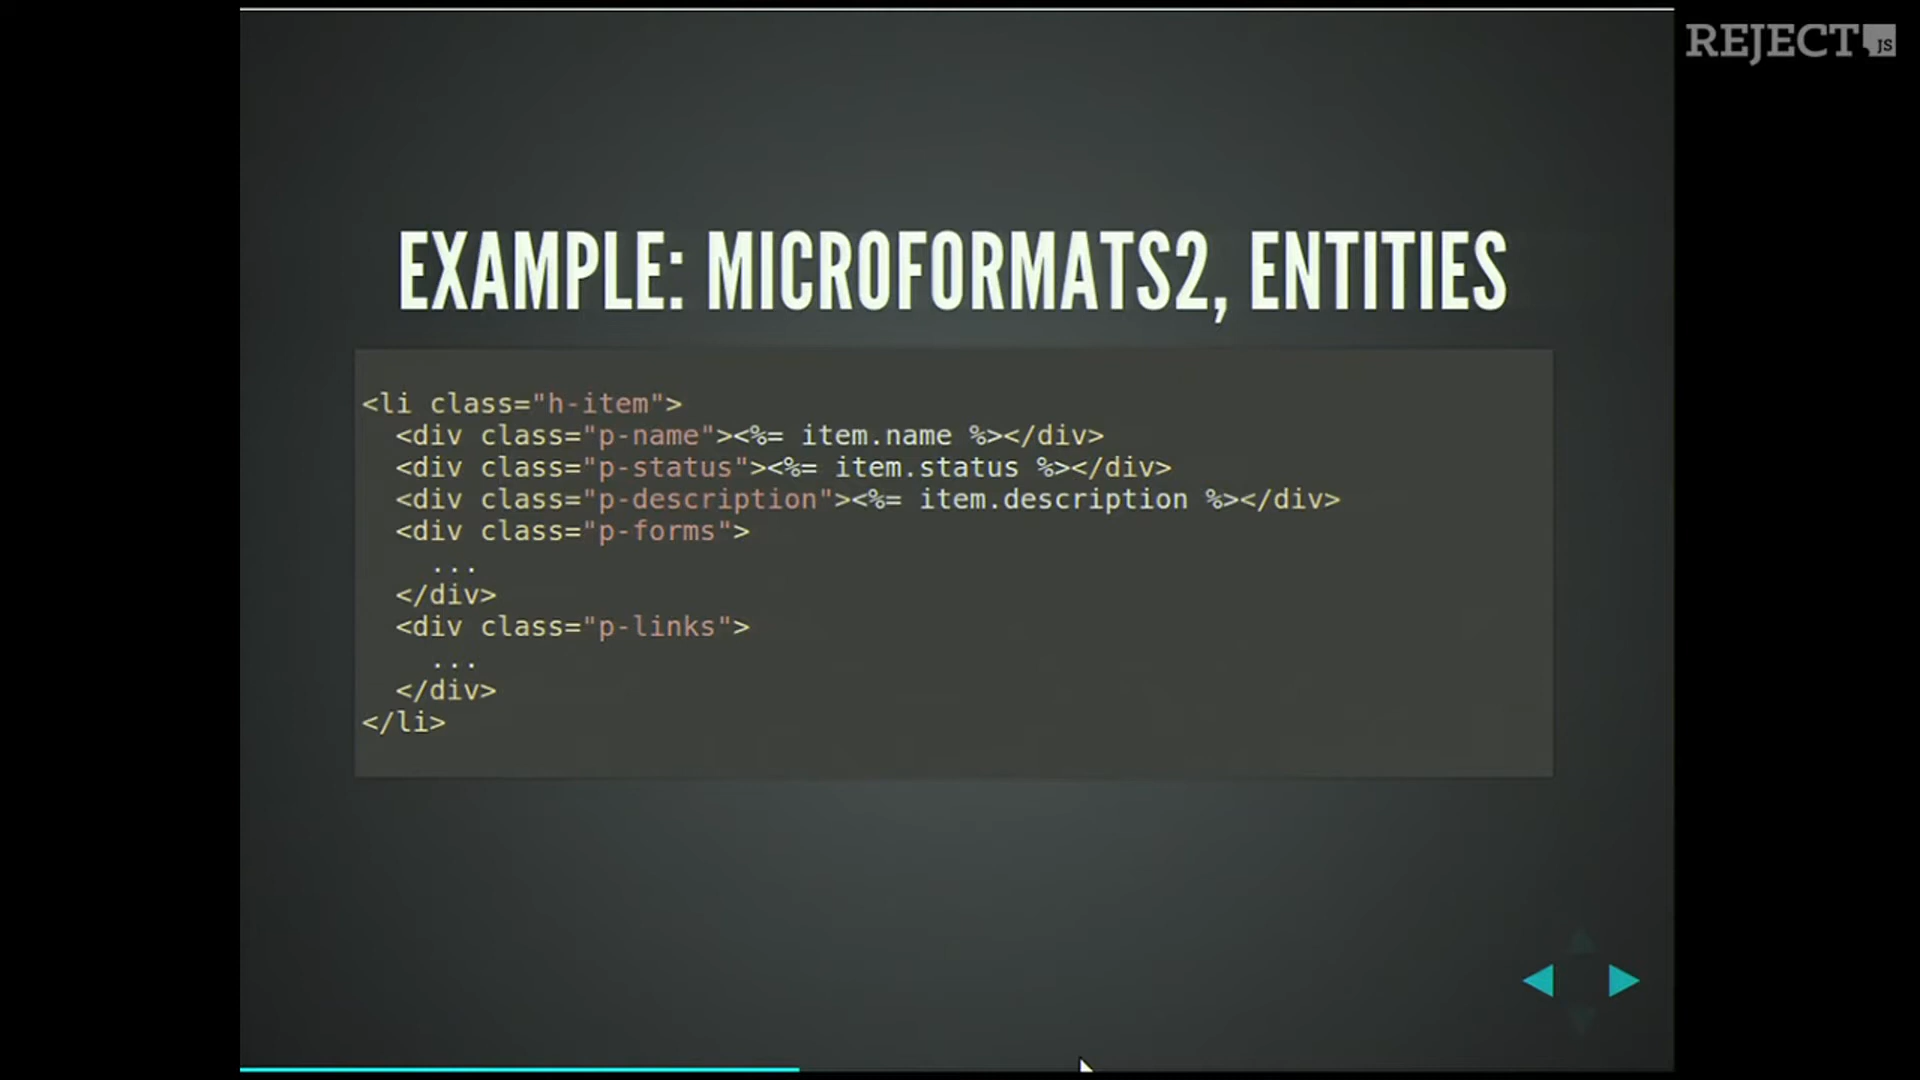 REJECT JS
EXAMPLE: MICROFORMATS2, ENTITIES
<li class="h-item">
  <div class="p-name"><%= item.name %></div>
  <div class="p-status"><%= item.status %></div>
  <div class="p-description"><%= item.description %></div>
  <div class="p-forms">
    ...
  </div>
  <div class="p-links">
    ...
  </div>
</li>